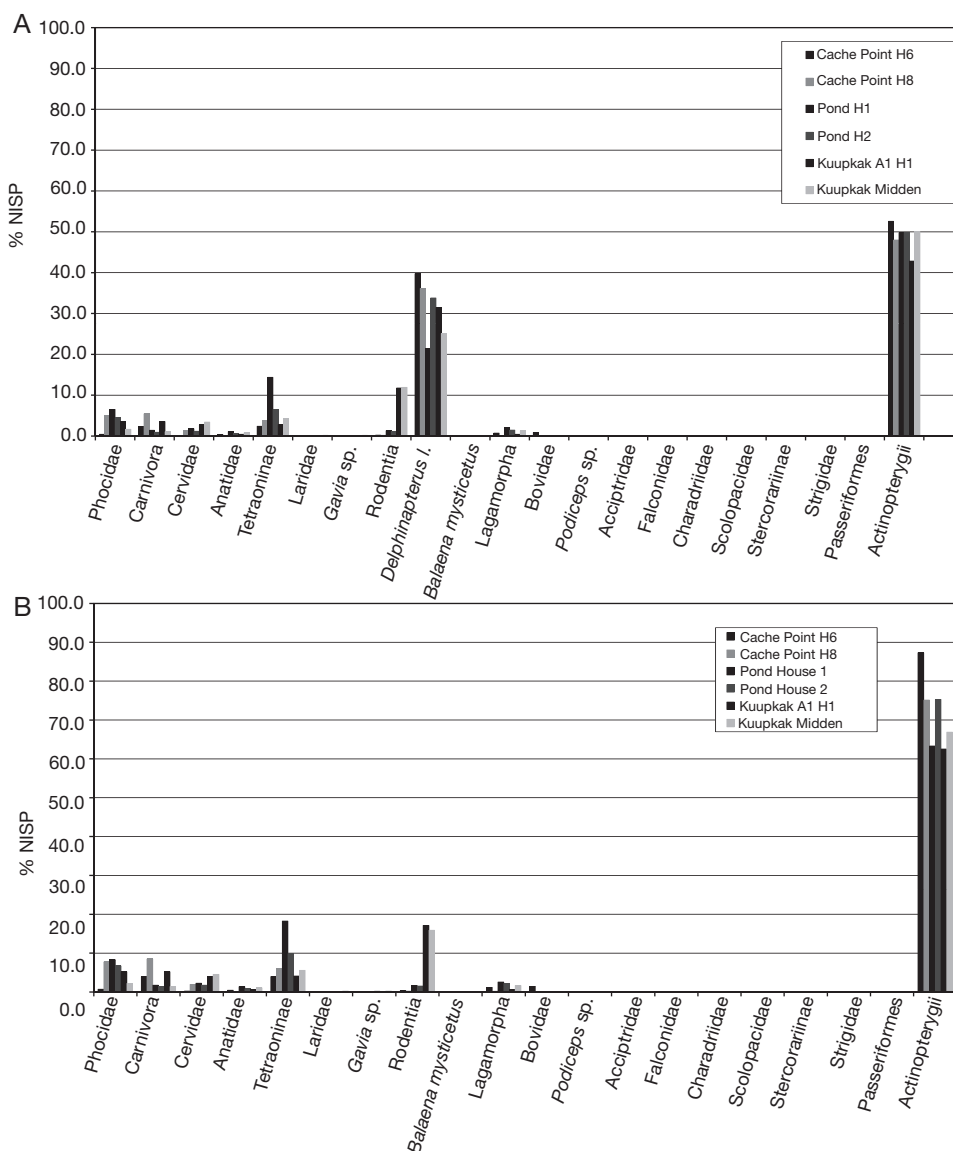 A
100.0
90.0
80.0
70.0
60.0
50.0
40.0
30.0
20.0
10.0
0.0
% NISP
Cache Point H6
Cache Point H8
Pond H1
Pond H2
Kuupkak A1 H1
Kuupkak Midden
Phocidae
Carnivora
Cervidae
Anatidae
Tetraoninae
Laridae
Gavia sp.
Rodentia
Delphinapterus l.
Balaena mysticetus
Lagamorpha
Bovidae
Podiceps sp.
Acciptridae
Falconidae
Charadriidae
Scolopacidae
Stercorariinae
Strigidae
Passeriformes
Actinopterygii
B
100.0
90.0
80.0
70.0
60.0
50.0
40.0
30.0
20.0
10.0
0.0
% NISP
Cache Point H6
Cache Point H8
Pond House 1
Pond House 2
Kuupkak A1 H1
Kuupkak Midden
Phocidae
Carnivora
Cervidae
Anatidae
Tetraoninae
Laridae
Gavia sp.
Rodentia
Balaena mysticetus
Lagamorpha
Bovidae
Podiceps sp.
Acciptridae
Falconidae
Charadriidae
Scolopacidae
Stercorariinae
Strigidae
Passeriformes
Actinopterygii